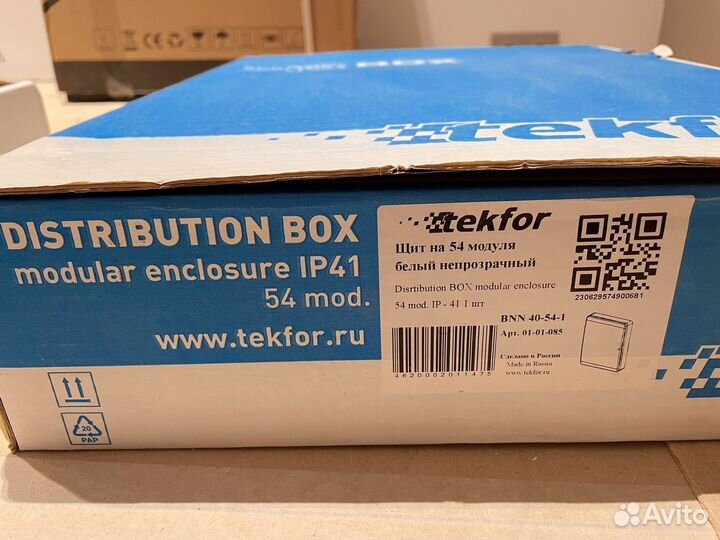 BOX
tekfor
DISTRIBUTION BOX
modular enclosure IP41
54 mod.
www.tekfor.ru
20
PAP
tekfor
Щит на 54 модуля
белый непрозрачный
Disrtibution BOX modular enclosure
54 mod. IP - 41 1 шт
230629574900681
BNN 40-54-1
Арт. 01-01-085
Сделано в России
Made in Russia
www.tekfor.ru
4620002011475
Avito